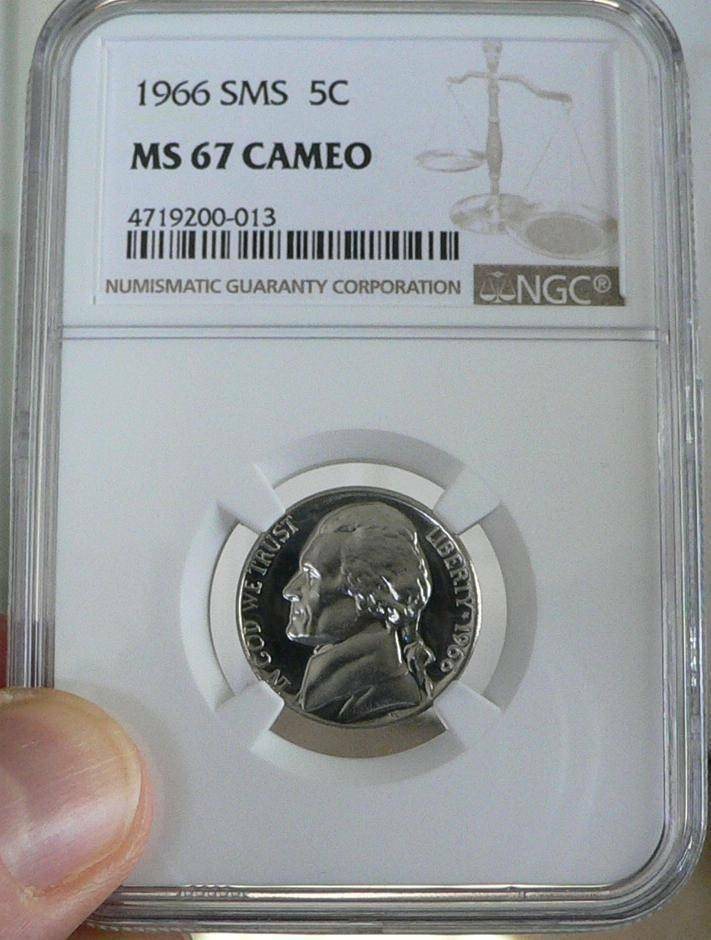 1966 SMS 5C
MS 67 CAMEO
4719200-013
NUMISMATIC GUARANTY CORPORATION
NGC®
IN GOD WE TRUST
LIBERTY * 1966